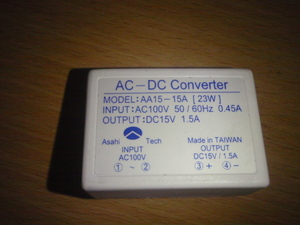 AC-DC Converter
MODEL:AA15-15A [23W]
INPUT:AC100V 50/60Hz 0.45A
OUTPUT:DC15V 1.5A
Asahi Tech
Made in TAIWAN
INPUT
AC100V
① ~ ②
OUTPUT
DC15V / 1.5A
③+ ④-